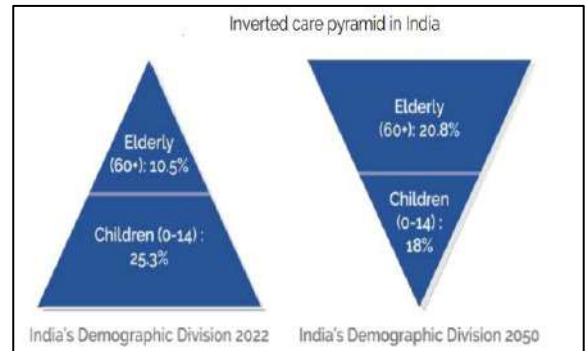 Inverted care pyramid in India
Elderly
(60+): 10.5%
Children (0-14) :
25.3%
India's Demographic Division 2022
Elderly
(60+): 20.8%
Children
(0-14) :
18%
India's Demographic Division 2050